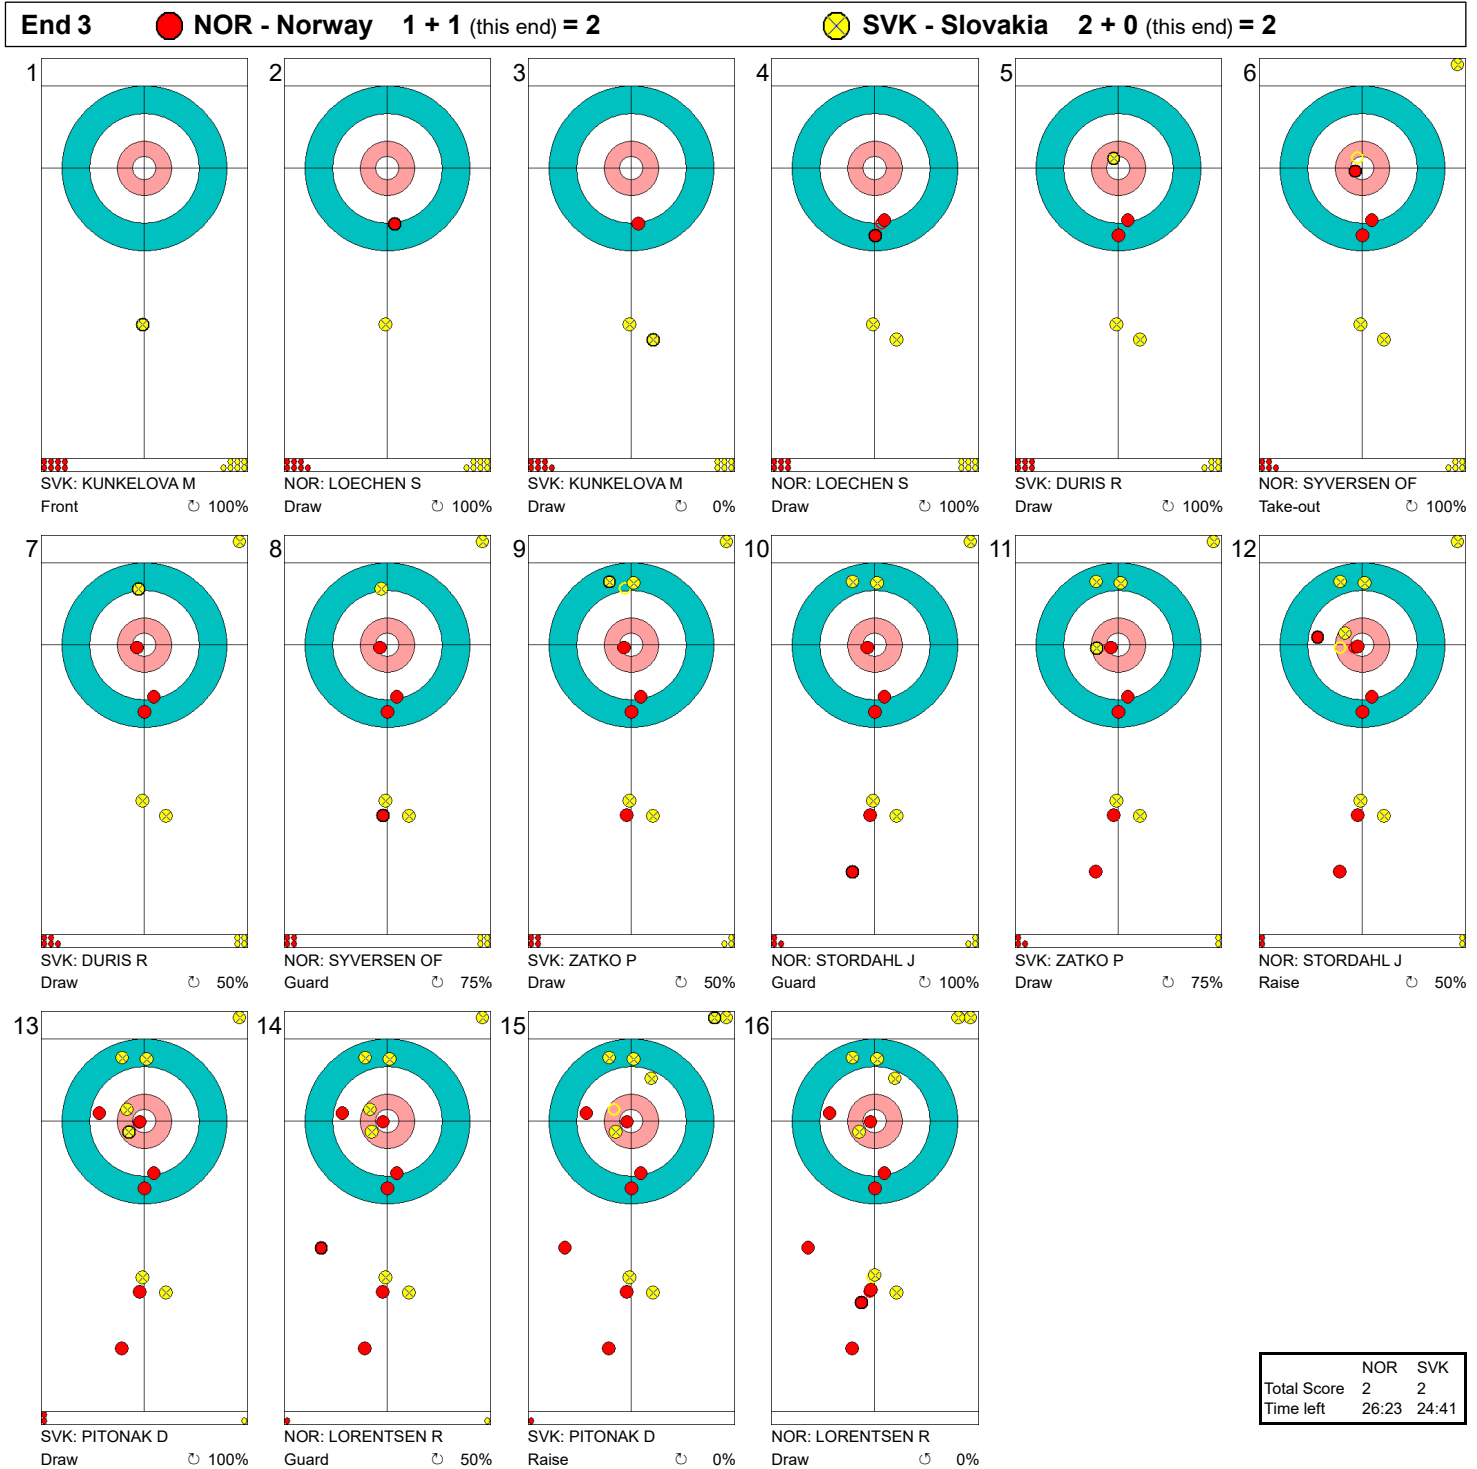 End 3 NOR - Norway 1 + 1 (this end) = 2 SVK - Slovakia 2 + 0 (this end) = 2
1 2 3 4 5 6
SVK: KUNKELOVA M NOR: LOECHEN S SVK: KUNKELOVA M NOR: LOECHEN S SVK: DURIS R NOR: SYVERSEN OF
Front ↻ 100% Draw ↻ 100% Draw ↻ 0% Draw ↻ 100% Draw ↻ 100% Take-out ↻ 100%
7 8 9 10 11 12
SVK: DURIS R NOR: SYVERSEN OF SVK: ZATKO P NOR: STORDAHL J SVK: ZATKO P NOR: STORDAHL J
Draw ↻ 50% Guard ↻ 75% Draw ↻ 50% Guard ↻ 100% Draw ↻ 75% Raise ↻ 50%
13 14 15 16
SVK: PITONAK D NOR: LORENTSEN R SVK: PITONAK D NOR: LORENTSEN R
Draw ↻ 100% Guard ↻ 50% Raise ↻ 0% Draw ↻ 0%
NOR SVK
Total Score 2 2
Time left 26:23 24:41